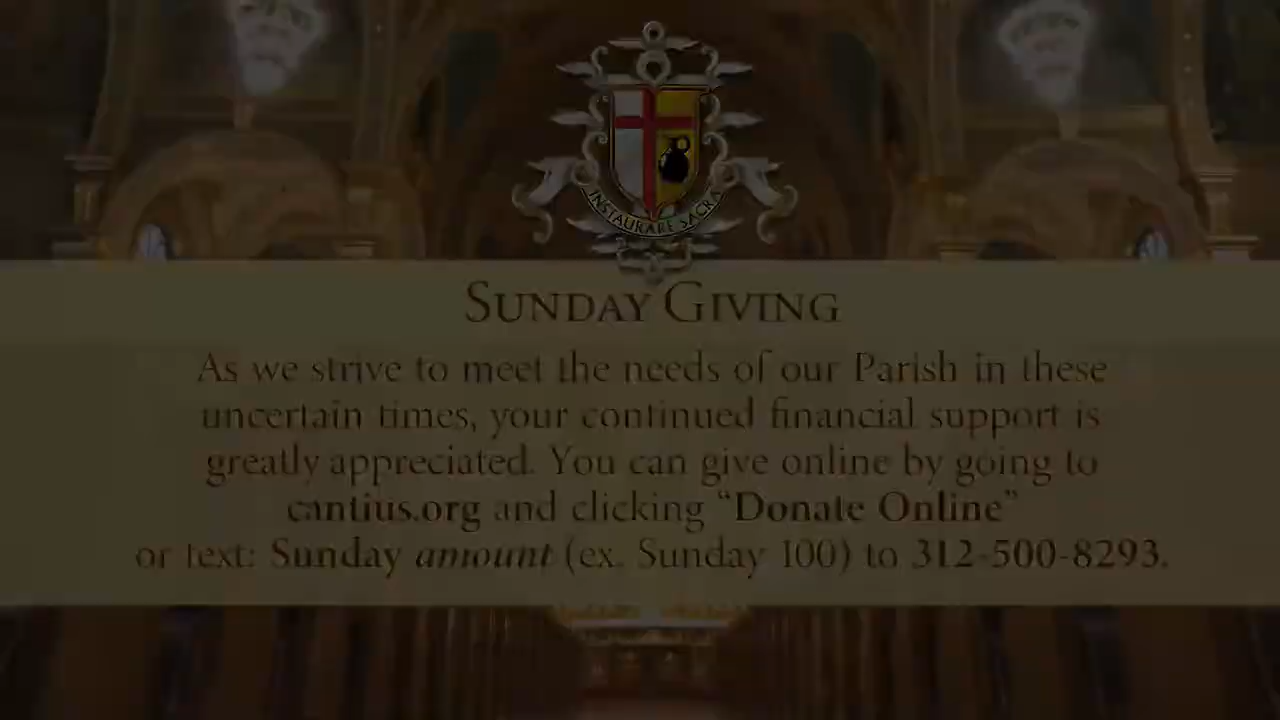 INSTAURARE SACRA
SUNDAY GIVING
As we strive to meet the needs of our Parish in these
uncertain times, your continued financial support is
greatly appreciated. You can give online by going to
cantius.org and clicking “Donate Online”
or text: Sunday amount (ex. Sunday 100) to 312-500-8293.